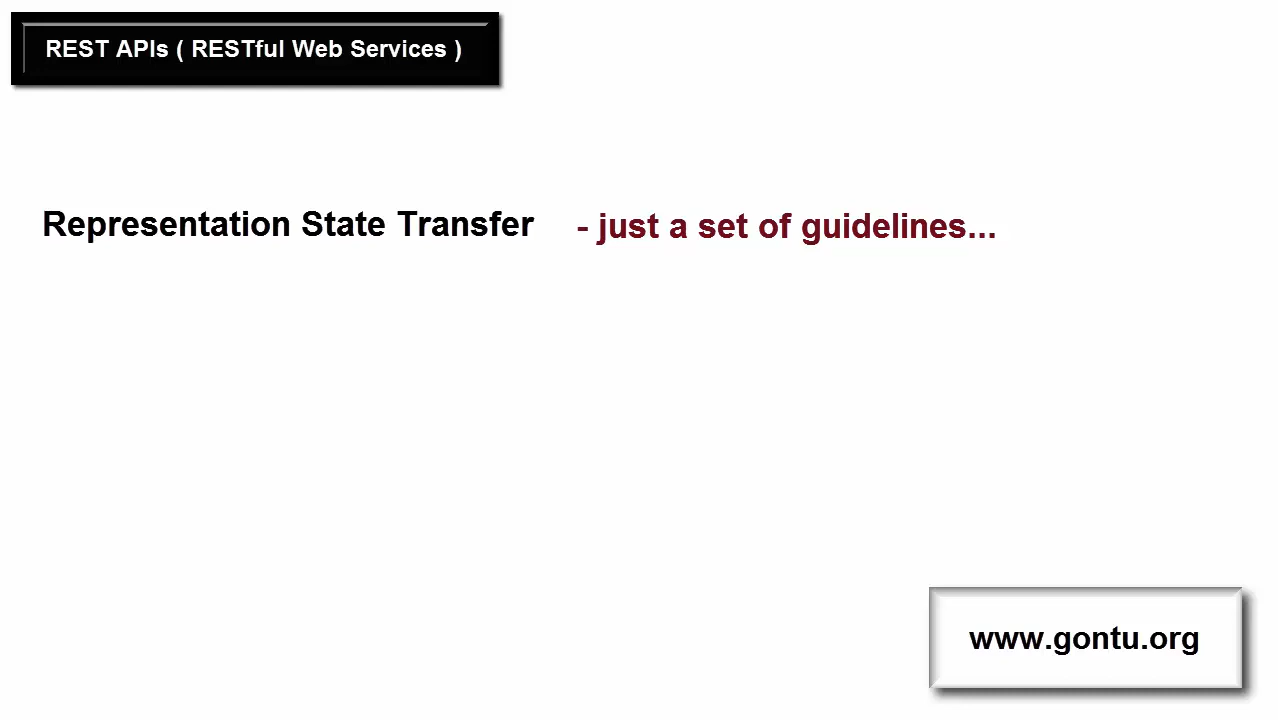 REST APIs ( RESTful Web Services )
Representation State Transfer - just a set of guidelines...
www.gontu.org